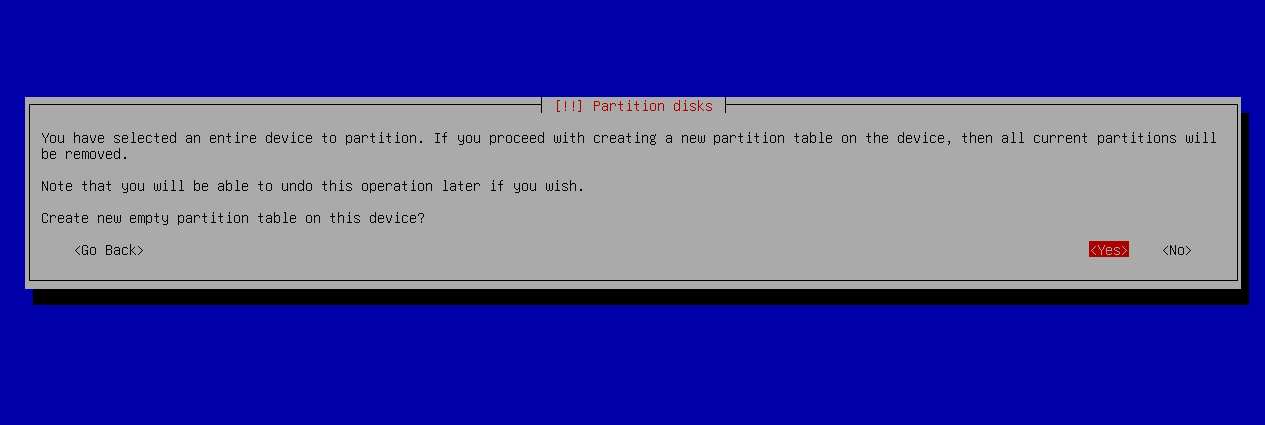 [!!] Partition disks
You have selected an entire device to partition. If you proceed with creating a new partition table on the device, then all current partitions will
be removed.
Note that you will be able to undo this operation later if you wish.
Create new empty partition table on this device?
<Go Back> <Yes> <No>